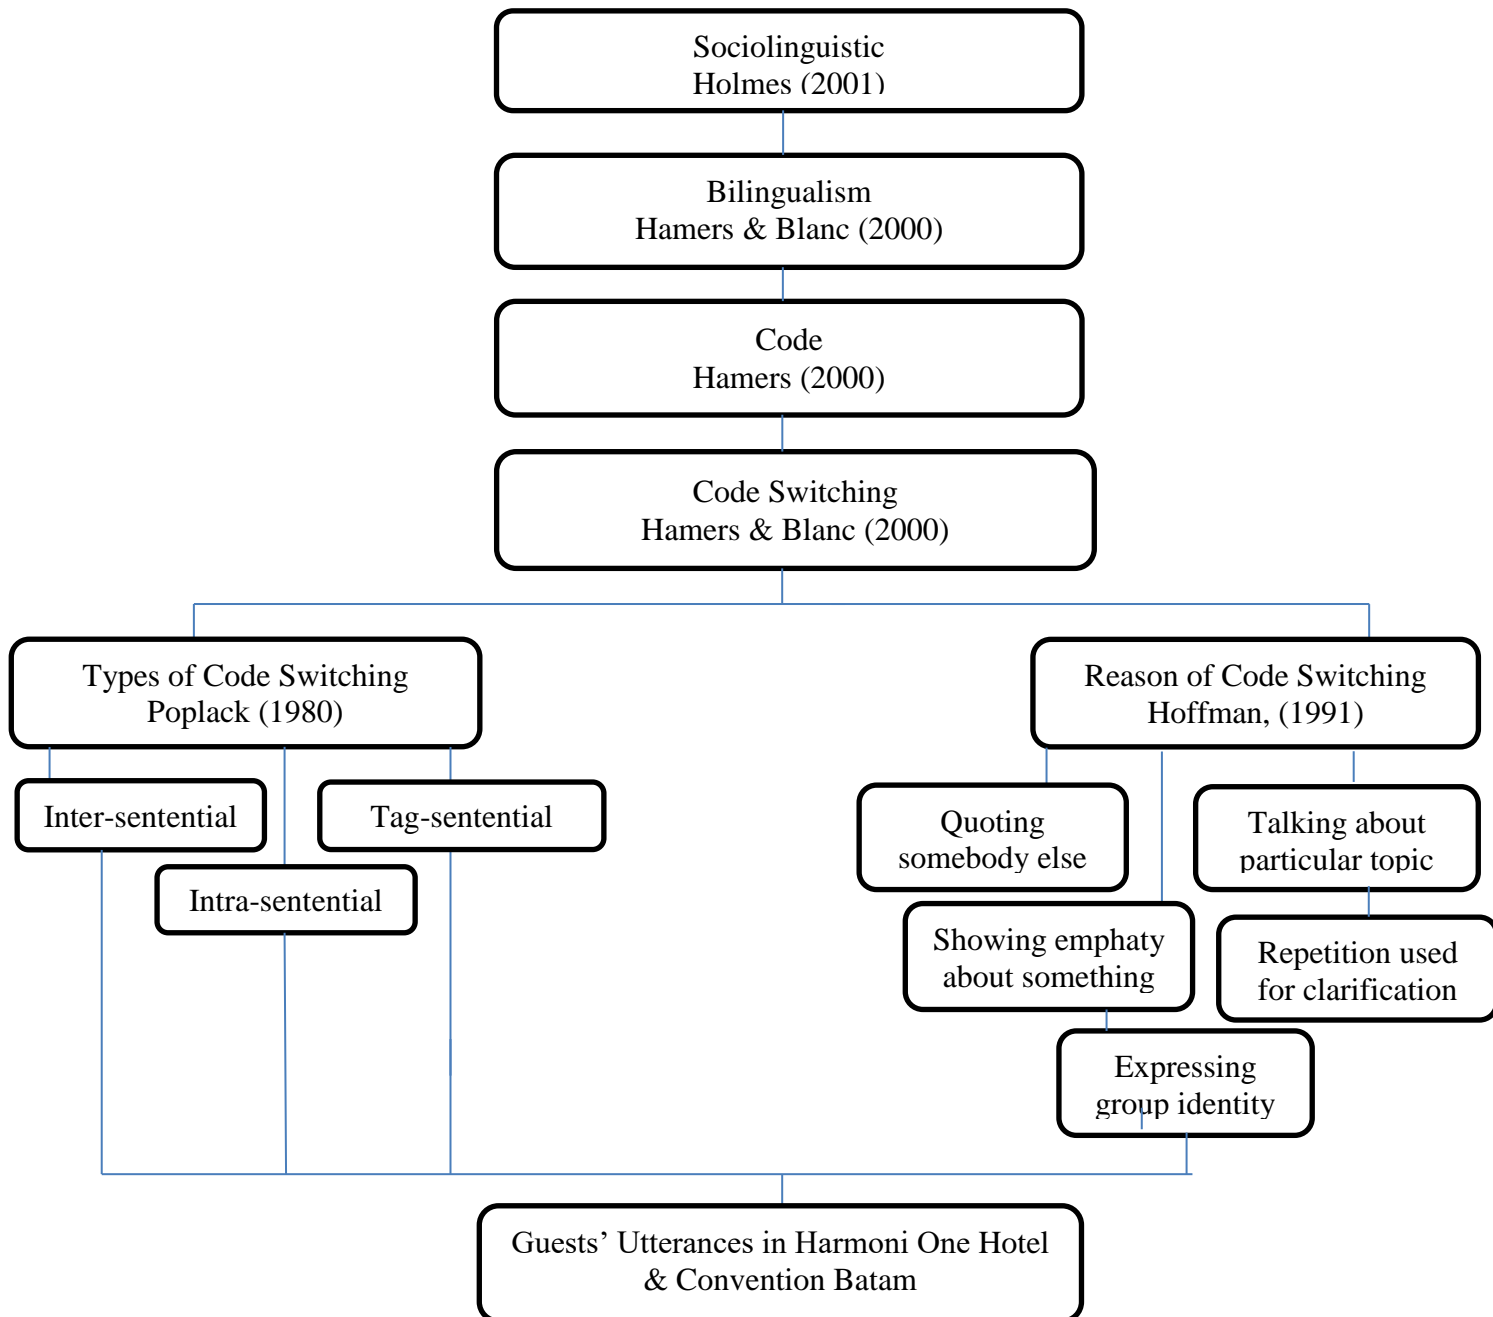 Sociolinguistic
Holmes (2001)
Bilingualism
Hamers & Blanc (2000)
Code
Hamers (2000)
Code Switching
Hamers & Blanc (2000)
Types of Code Switching
Poplack (1980)
Reason of Code Switching
Hoffman, (1991)
Inter-sentential
Tag-sentential
Intra-sentential
Quoting
somebody else
Talking about
particular topic
Showing emphaty
about something
Repetition used
for clarification
Expressing
group identity
Guests’ Utterances in Harmoni One Hotel
& Convention Batam